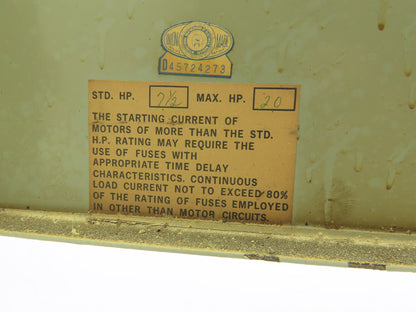 UNION MADE
D45724273
STD. HP. 7½ MAX. HP. 20
THE STARTING CURRENT OF
MOTORS OF MORE THAN THE STD.
H.P. RATING MAY REQUIRE THE
USE OF FUSES WITH
APPROPRIATE TIME DELAY
CHARACTERISTICS. CONTINUOUS
LOAD CURRENT NOT TO EXCEED 80%
OF THE RATING OF FUSES EMPLOYED
IN OTHER THAN MOTOR CIRCUITS.